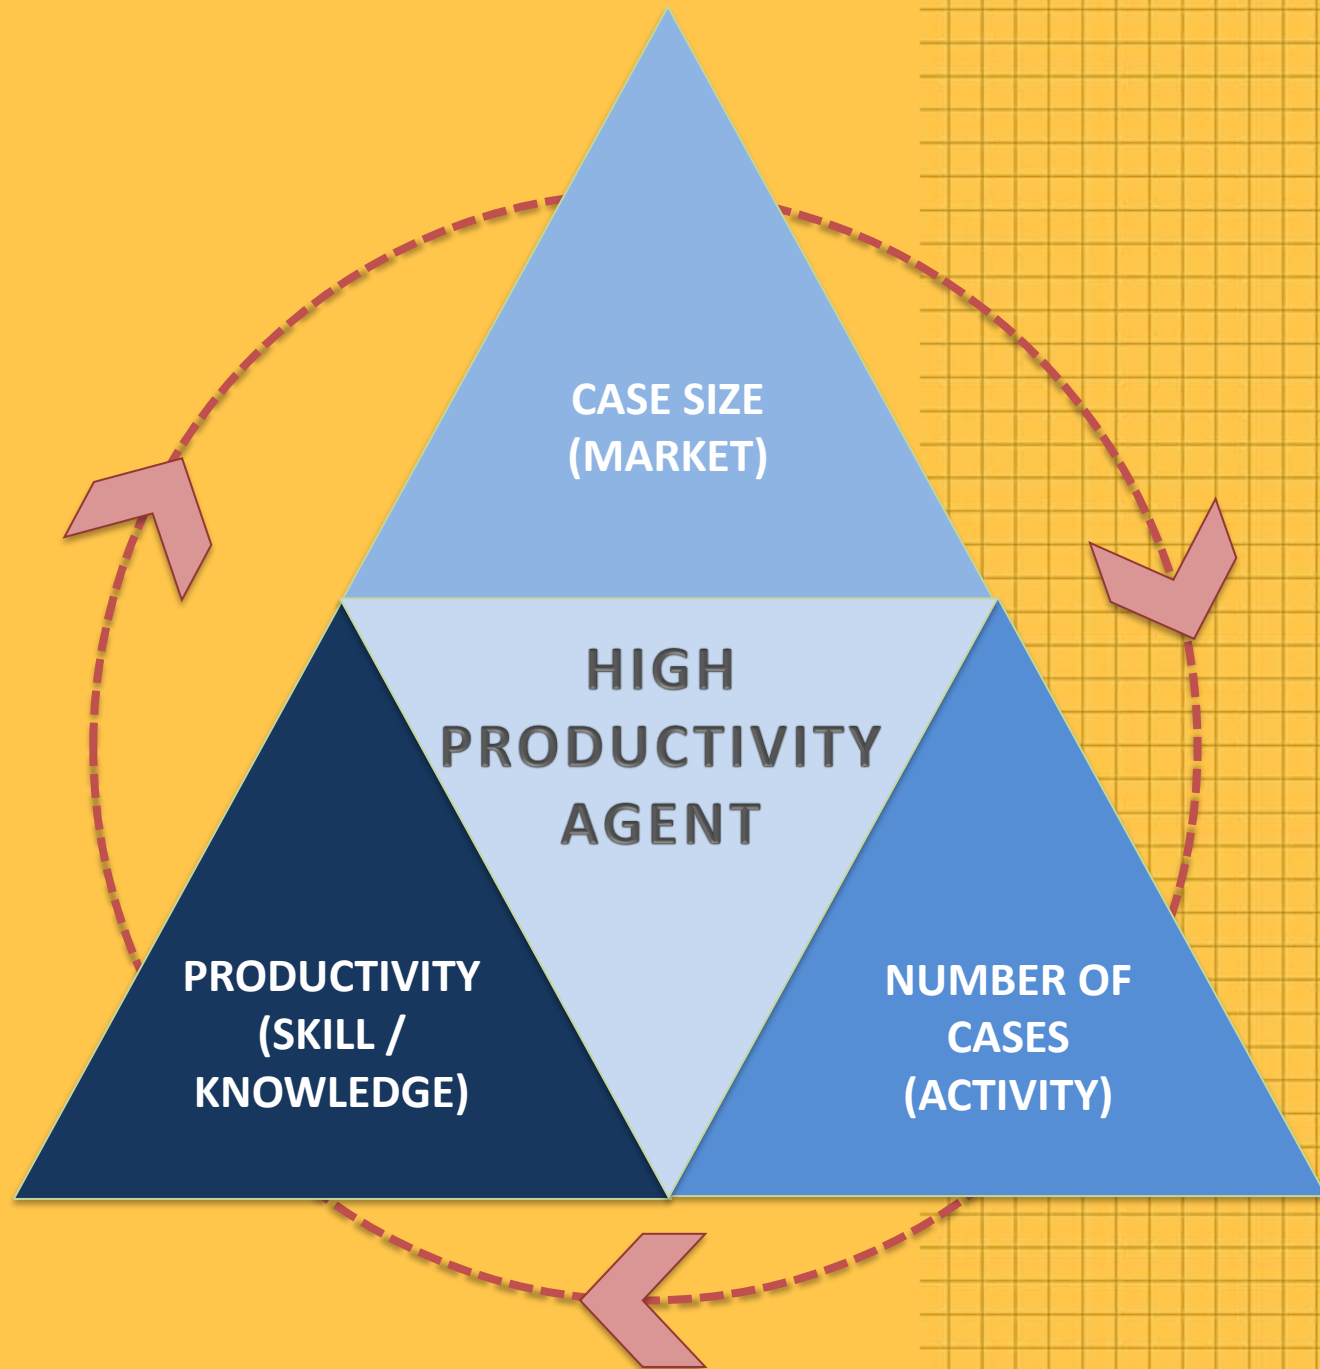 CASE SIZE
(MARKET)
HIGH
PRODUCTIVITY
AGENT
PRODUCTIVITY
(SKILL /
KNOWLEDGE)
NUMBER OF
CASES
(ACTIVITY)